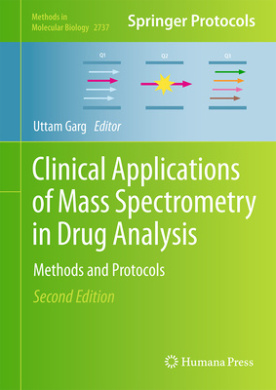 Methods in
Molecular Biology 2737
Springer Protocols
Q1 Q2 Q3
Uttam Garg Editor
Clinical Applications
of Mass Spectrometry
in Drug Analysis
Methods and Protocols
Second Edition
Humana Press